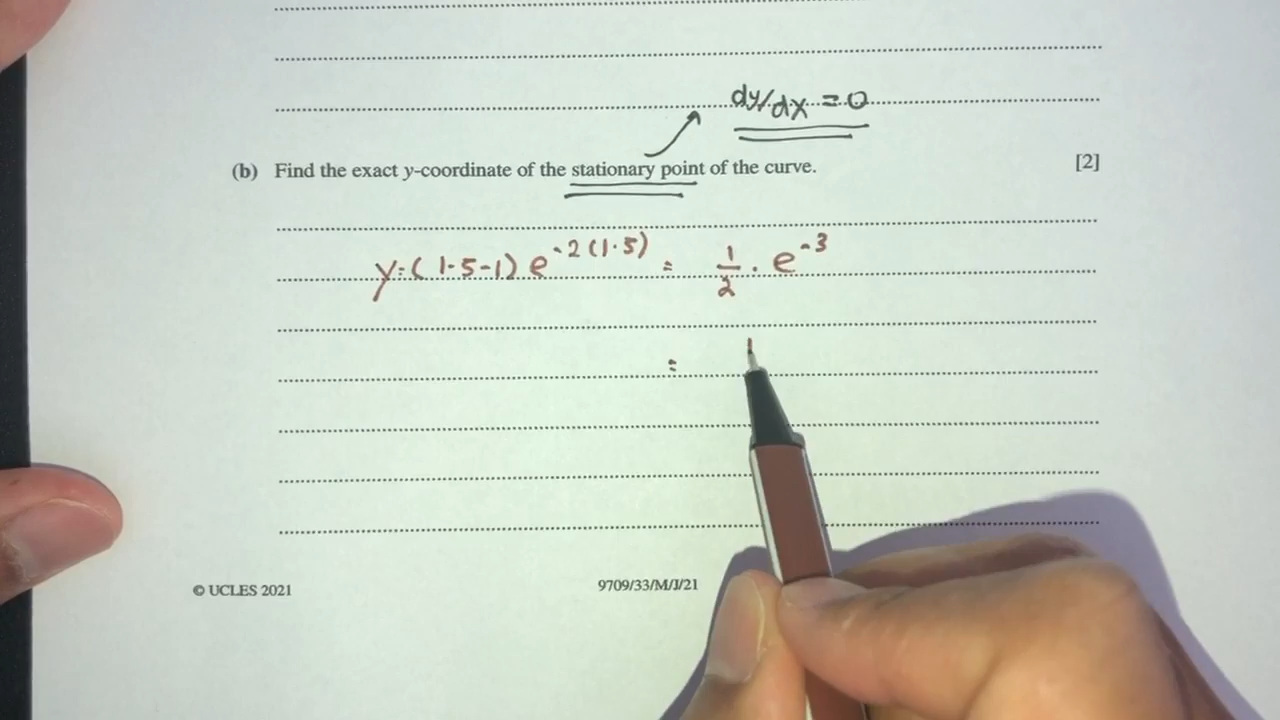 dy/dx = 0
(b) Find the exact y-coordinate of the stationary point of the curve. [2]
y = (1.5-1) e^-2(1.5) = 1/2 . e^-3
=
© UCLES 2021 9709/33/M/J/21